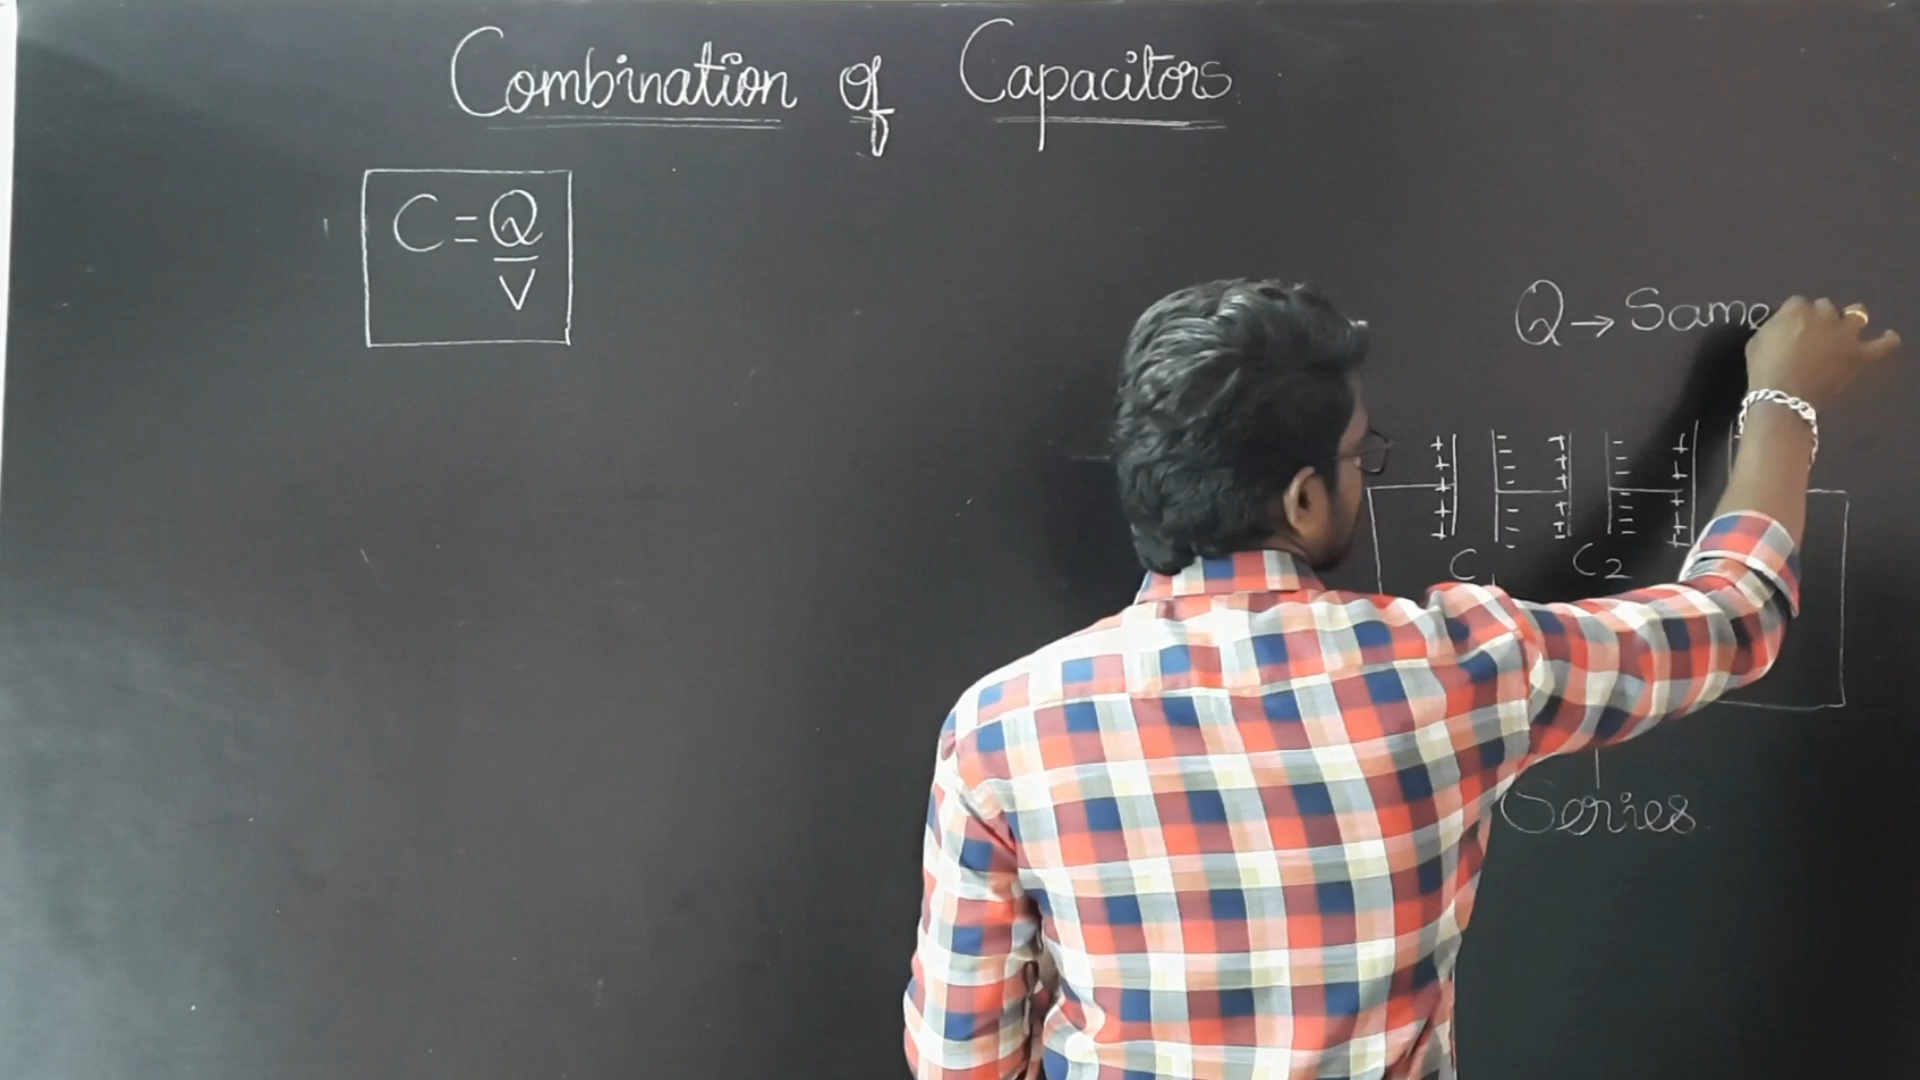 Combination of Capacitors
C = Q
V
Q → Same
C C2
Series